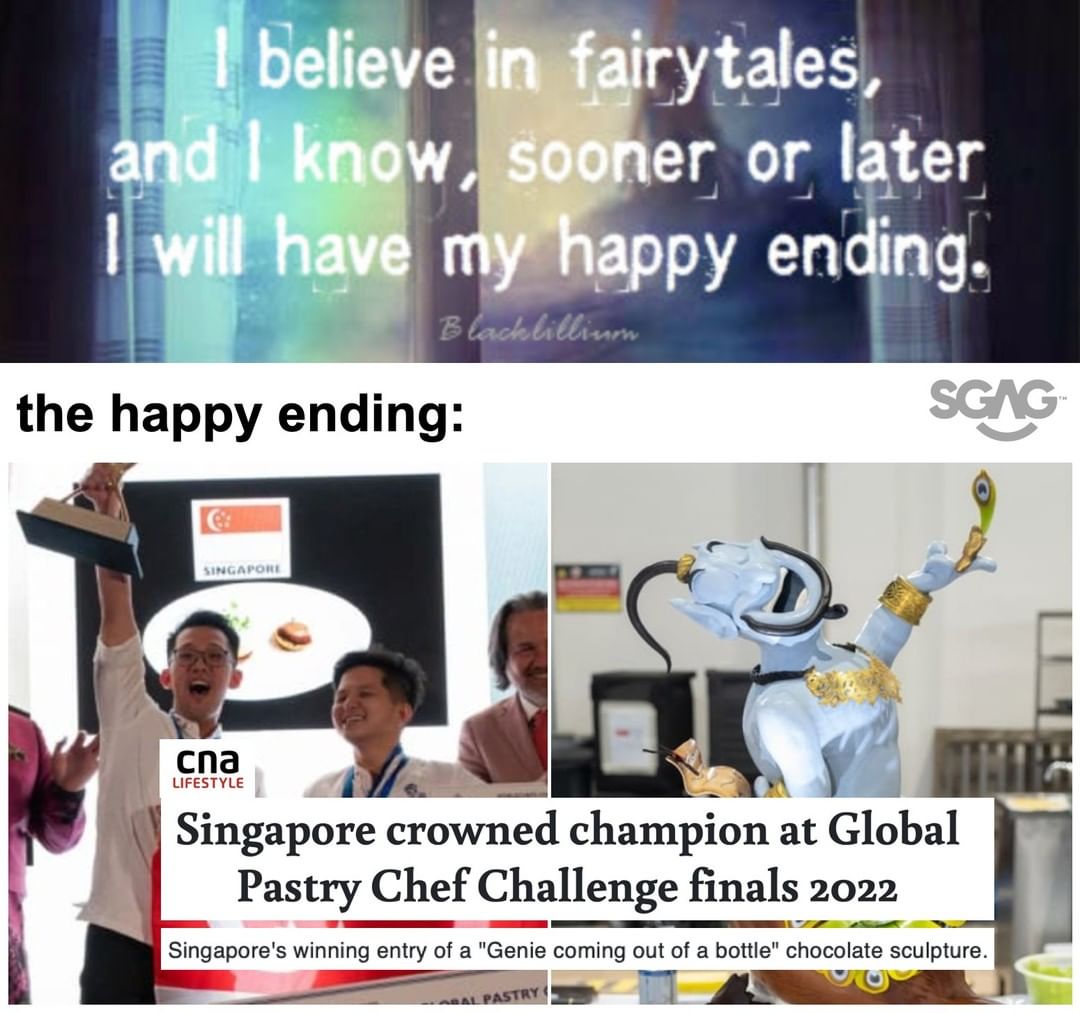 I believe in fairytales,
and I know, sooner or later
I will have my happy ending.
Blacklillium
the happy ending:
SGAG
SINGAPORE
cna
LIFESTYLE
Singapore crowned champion at Global
Pastry Chef Challenge finals 2022
Singapore's winning entry of a "Genie coming out of a bottle" chocolate sculpture.
PASTRY